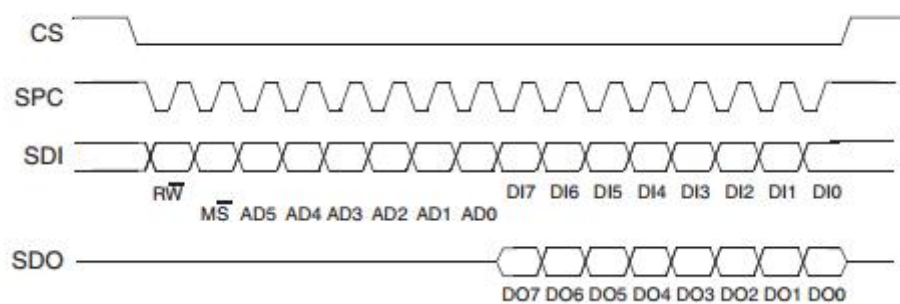 CS
SPC
SDI
RW̅ DI7 DI6 DI5 DI4 DI3 DI2 DI1 DI0
MS̅ AD5 AD4 AD3 AD2 AD1 AD0
SDO
DO7 DO6 DO5 DO4 DO3 DO2 DO1 DO0